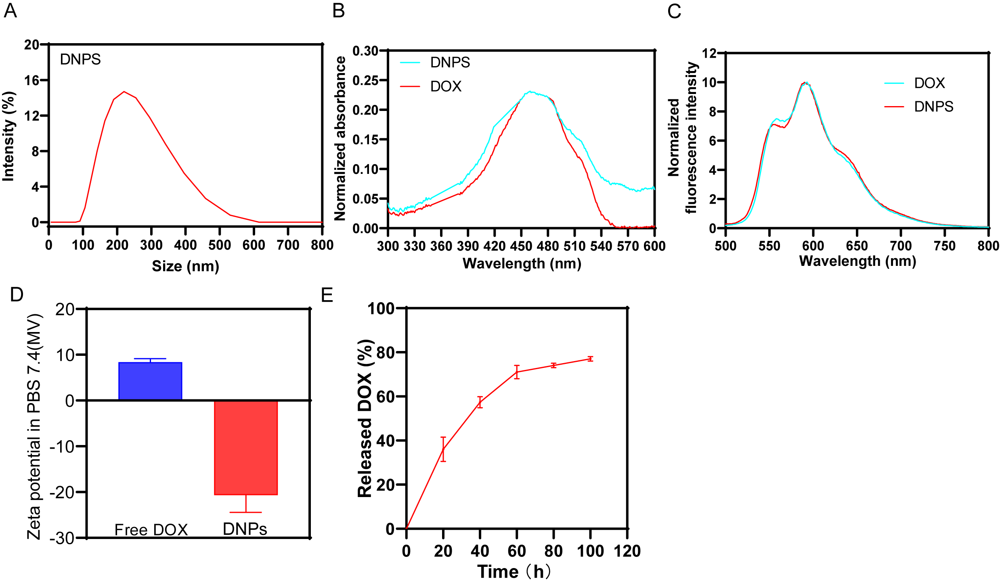 A
DNPS
Intensity (%)
20
16
12
8
4
0
0 100 200 300 400 500 600 700 800
Size (nm)
B
DNPS
DOX
Normalized absorbance
0.30
0.25
0.20
0.15
0.10
0.05
0.00
300 330 360 390 420 450 480 510 540 570 600
Wavelength (nm)
C
DOX
DNPS
Normalized
fluorescence intensity
12
10
8
6
4
2
0
500 550 600 650 700 750 800
Wavelength (nm)
D
Zeta potential in PBS 7.4(MV)
20
10
0
-10
-20
-30
Free DOX DNPs
E
Released DOX (%)
100
80
60
40
20
0
0 20 40 60 80 100 120
Time（h）